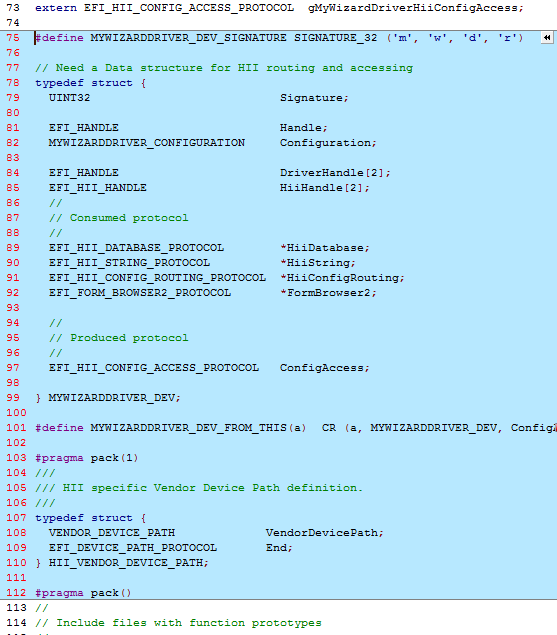 73 extern EFI_HII_CONFIG_ACCESS_PROTOCOL gMyWizardDriverHiiConfigAccess;
74
75 #define MYWIZARDDRIVER_DEV_SIGNATURE SIGNATURE_32 ('m', 'w', 'd', 'r')
76
77 // Need a Data structure for HII routing and accessing
78 typedef struct {
79 UINT32 Signature;
80
81 EFI_HANDLE Handle;
82 MYWIZARDDRIVER_CONFIGURATION Configuration;
83
84 EFI_HANDLE DriverHandle[2];
85 EFI_HII_HANDLE HiiHandle[2];
86 //
87 // Consumed protocol
88 //
89 EFI_HII_DATABASE_PROTOCOL *HiiDatabase;
90 EFI_HII_STRING_PROTOCOL *HiiString;
91 EFI_HII_CONFIG_ROUTING_PROTOCOL *HiiConfigRouting;
92 EFI_FORM_BROWSER2_PROTOCOL *FormBrowser2;
93
94 //
95 // Produced protocol
96 //
97 EFI_HII_CONFIG_ACCESS_PROTOCOL ConfigAccess;
98
99 } MYWIZARDDRIVER_DEV;
100
101 #define MYWIZARDDRIVER_DEV_FROM_THIS(a) CR (a, MYWIZARDDRIVER_DEV, Config
102
103 #pragma pack(1)
104 ///
105 /// HII specific Vendor Device Path definition.
106 ///
107 typedef struct {
108 VENDOR_DEVICE_PATH VendorDevicePath;
109 EFI_DEVICE_PATH_PROTOCOL End;
110 } HII_VENDOR_DEVICE_PATH;
111
112 #pragma pack()
113 //
114 // Include files with function prototypes